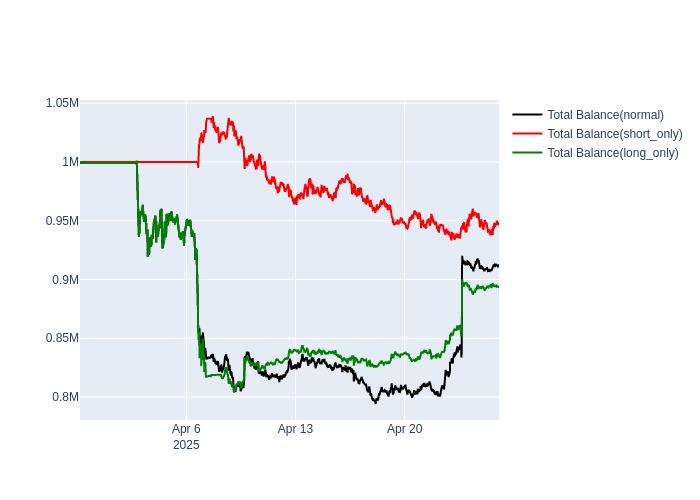 1.05M
1M
0.95M
0.9M
0.85M
0.8M
Apr 6
2025
Apr 13
Apr 20
Total Balance(normal)
Total Balance(short_only)
Total Balance(long_only)